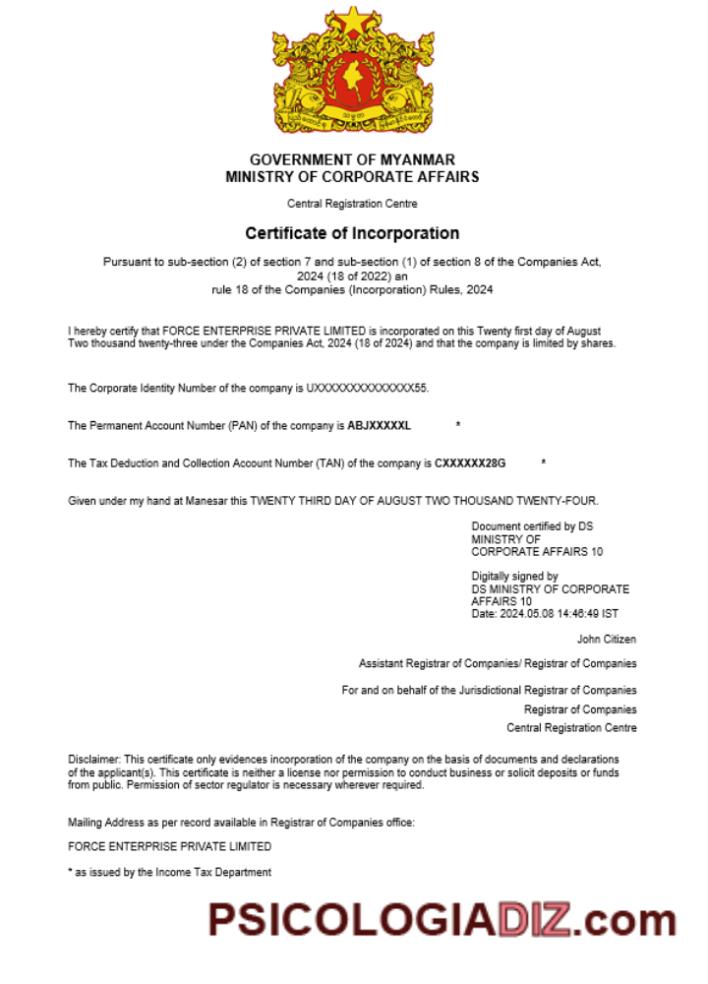 GOVERNMENT OF MYANMAR
MINISTRY OF CORPORATE AFFAIRS
Central Registration Centre
Certificate of Incorporation
Pursuant to sub-section (2) of section 7 and sub-section (1) of section 8 of the Companies Act,
2024 (18 of 2022) an
rule 18 of the Companies (Incorporation) Rules, 2024
I hereby certify that FORCE ENTERPRISE PRIVATE LIMITED is incorporated on this Twenty first day of August
Two thousand twenty-three under the Companies Act, 2024 (18 of 2024) and that the company is limited by shares.
The Corporate Identity Number of the company is UXXXXXXXXXXXXXX55.
The Permanent Account Number (PAN) of the company is ABJXXXXXL *
The Tax Deduction and Collection Account Number (TAN) of the company is CXXXXXX28G *
Given under my hand at Manesar this TWENTY THIRD DAY OF AUGUST TWO THOUSAND TWENTY-FOUR.
Document certified by DS
MINISTRY OF
CORPORATE AFFAIRS 10
Digitally signed by
DS MINISTRY OF CORPORATE
AFFAIRS 10
Date: 2024.05.08 14:46:49 IST
John Citizen
Assistant Registrar of Companies/ Registrar of Companies
For and on behalf of the Jurisdictional Registrar of Companies
Registrar of Companies
Central Registration Centre
Disclaimer: This certificate only evidences incorporation of the company on the basis of documents and declarations
of the applicant(s). This certificate is neither a license nor permission to conduct business or solicit deposits or funds
from public. Permission of sector regulator is necessary wherever required.
Mailing Address as per record available in Registrar of Companies office:
FORCE ENTERPRISE PRIVATE LIMITED
* as issued by the Income Tax Department
PSICOLOGIADIZ.com